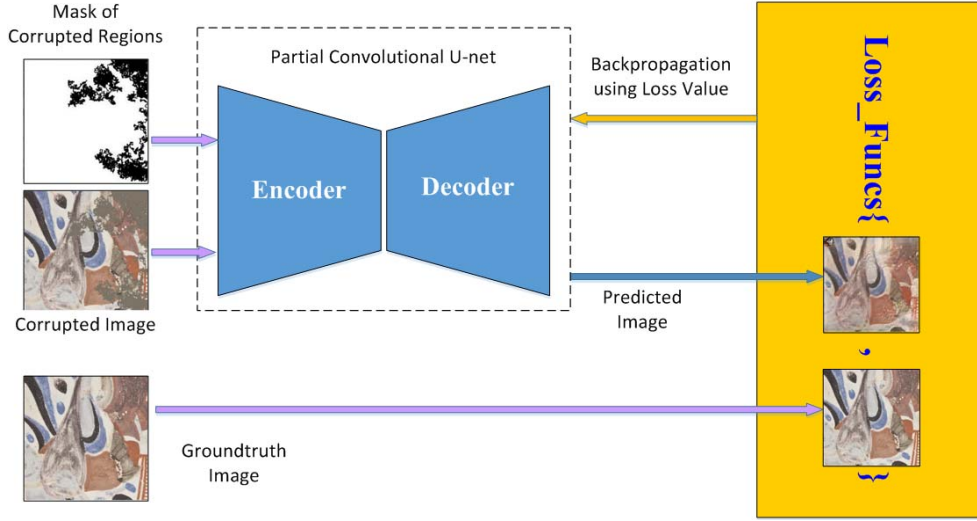 Mask of
Corrupted Regions
Partial Convolutional U-net
Encoder
Decoder
Backpropagation
using Loss Value
Loss_Funcs{
,
}
Corrupted Image
Predicted
Image
Groundtruth
Image